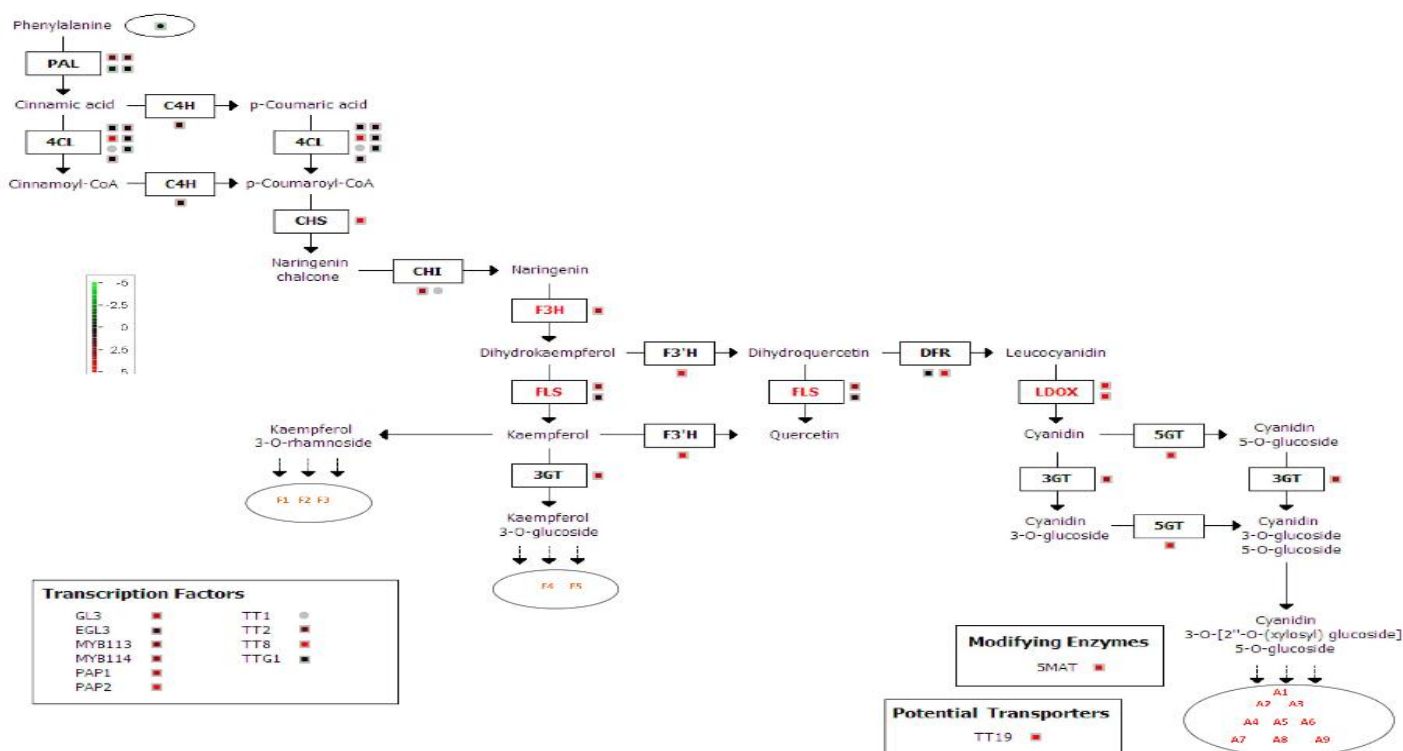 Phenylalanine
PAL
Cinnamic acid
C4H
p-Coumaric acid
4CL
4CL
Cinnamoyl-CoA
C4H
p-Coumaroyl-CoA
CHS
Naringenin
chalcone
CHI
Naringenin
-5
-2.5
0
2.5
5
F3H
Dihydrokaempferol
F3'H
Dihydroquercetin
DFR
Leucocyanidin
FLS
FLS
LDOX
Kaempferol
3-O-rhamnoside
Kaempferol
F3'H
Quercetin
Cyanidin
5GT
Cyanidin
5-O-glucoside
F1 F2 F3
3GT
3GT
3GT
Kaempferol
3-O-glucoside
Cyanidin
3-O-glucoside
5GT
Cyanidin
3-O-glucoside
5-O-glucoside
F4 F5
Transcription Factors
GL3 TT1
EGL3 TT2
MYB113 TT8
MYB114 TTG1
PAP1
PAP2
Modifying Enzymes
5MAT
Potential Transporters
TT19
Cyanidin
3-O-[2"-O-(xylosyl) glucoside]
5-O-glucoside
A1
A2 A3
A4 A5 A6
A7 A8 A9